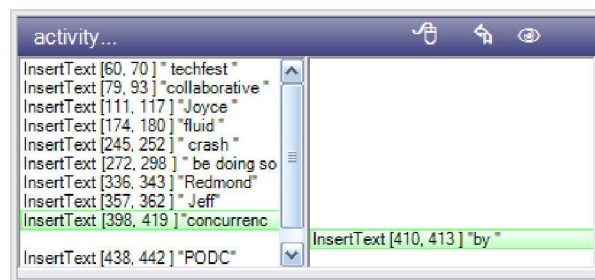 activity...
InsertText [60, 70 ] " techfest "
InsertText [79, 93 ] "collaborative "
InsertText [111, 117 ] "Joyce "
InsertText [174, 180 ] "fluid "
InsertText [245, 252 ] " crash "
InsertText [272, 298 ] " be doing so
InsertText [336, 343 ] "Redmond"
InsertText [357, 362 ] " Jeff"
InsertText [398, 419 ] "concurrenc
InsertText [410, 413 ] "by "
InsertText [438, 442 ] "PODC"